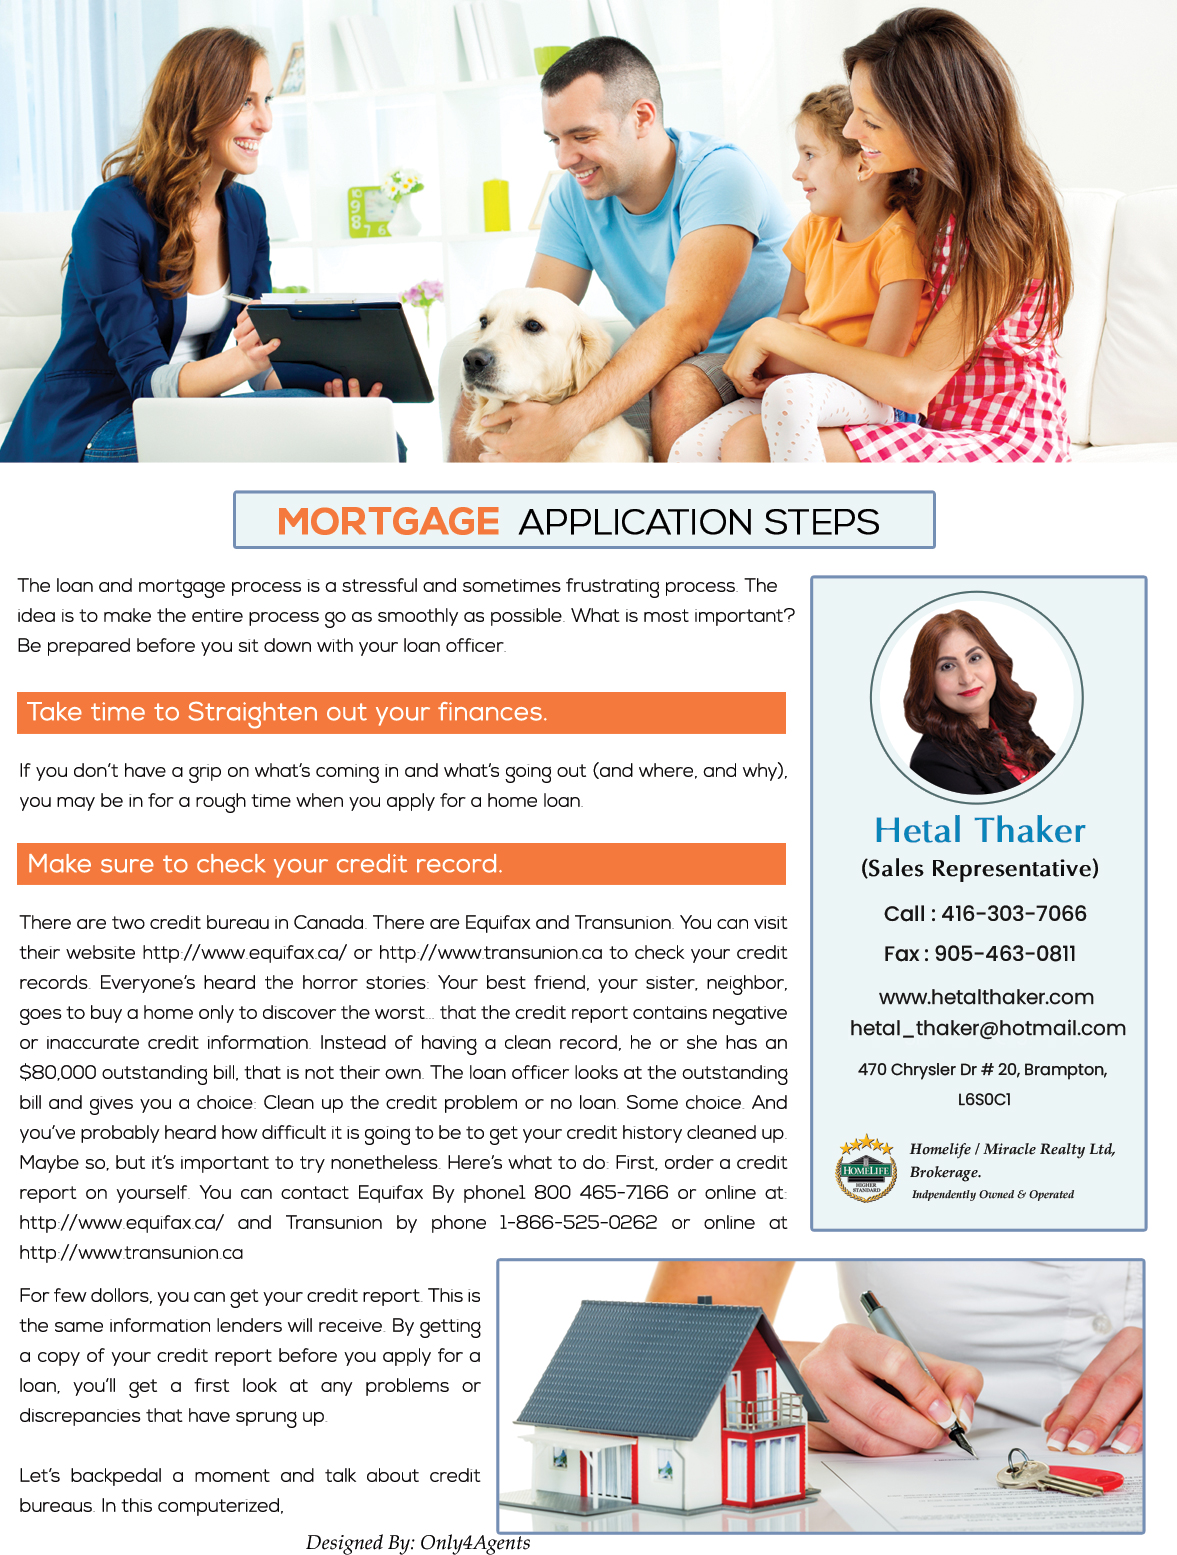 MORTGAGE APPLICATION STEPS
The loan and mortgage process is a stressful and sometimes frustrating process. The
idea is to make the entire process go as smoothly as possible. What is most important?
Be prepared before you sit down with your loan officer.
Take time to Straighten out your finances.
If you don't have a grip on what's coming in and what's going out (and where, and why),
you may be in for a rough time when you apply for a home loan.
Make sure to check your credit record.
There are two credit bureau in Canada. There are Equifax and Transunion. You can visit
their website http://www.equifax.ca/ or http://www.transunion.ca to check your credit
records. Everyone's heard the horror stories: Your best friend, your sister, neighbor,
goes to buy a home only to discover the worst... that the credit report contains negative
or inaccurate credit information. Instead of having a clean record, he or she has an
$80,000 outstanding bill, that is not their own. The loan officer looks at the outstanding
bill and gives you a choice: Clean up the credit problem or no loan. Some choice. And
you've probably heard how difficult it is going to be to get your credit history cleaned up.
Maybe so, but it's important to try nonetheless. Here's what to do: First, order a credit
report on yourself. You can contact Equifax By phone1 800 465-7166 or online at:
http://www.equifax.ca/ and Transunion by phone 1-866-525-0262 or online at
http://www.transunion.ca
For few dollors, you can get your credit report. This is
the same information lenders will receive. By getting
a copy of your credit report before you apply for a
loan, you'll get a first look at any problems or
discrepancies that have sprung up.
Let's backpedal a moment and talk about credit
bureaus. In this computerized,
Hetal Thaker
(Sales Representative)
Call : 416-303-7066
Fax : 905-463-0811
www.hetalthaker.com
hetal_thaker@hotmail.com
470 Chrysler Dr # 20, Brampton,
L6S0C1
HOMELIFE
HIGHER
STANDARD
Homelife / Miracle Realty Ltd,
Brokerage.
Indpendently Owned & Operated
Designed By: Only4Agents
10
9
8
7 6